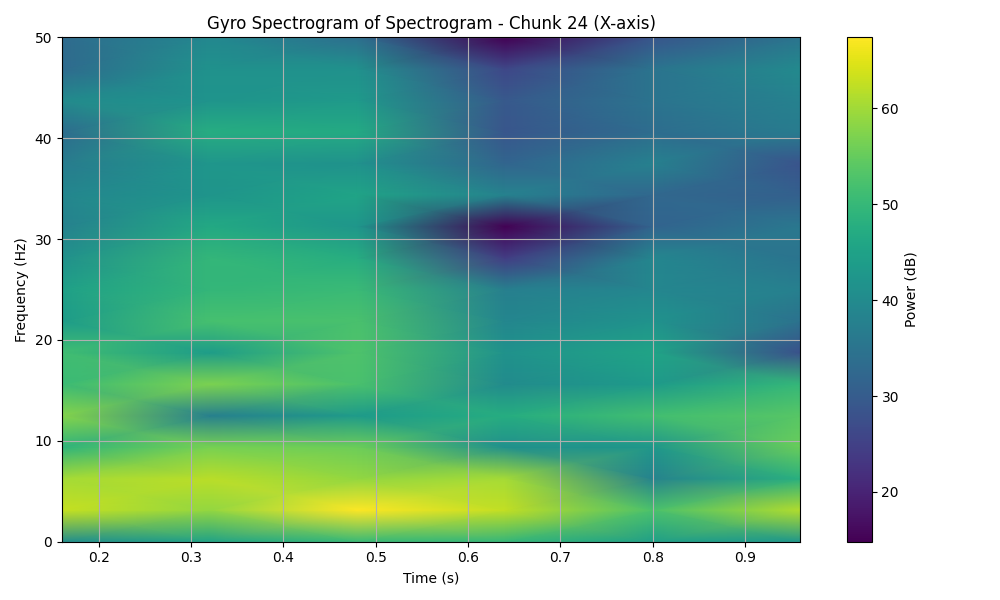 Gyro Spectrogram of Spectrogram - Chunk 24 (X-axis)
50
40
30
20
10
0
Frequency (Hz)
0.2 0.3 0.4 0.5 0.6 0.7 0.8 0.9
Time (s)
60
50
40
30
20
Power (dB)